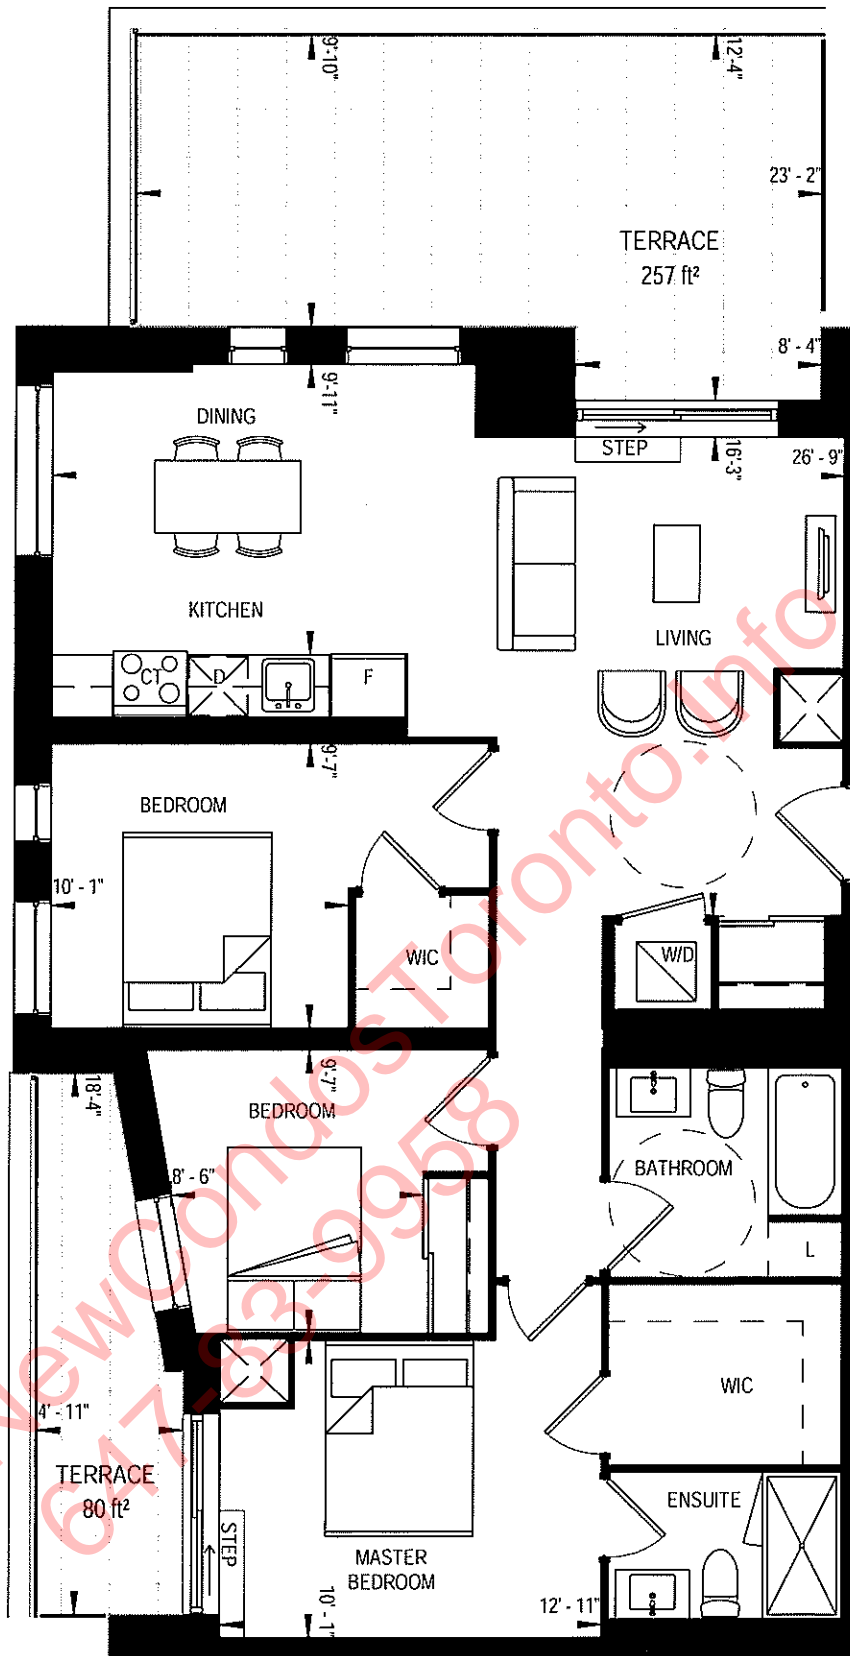 9'-10"
12'-4"
23' - 2"
TERRACE
257 ft²
8' - 4"
9'-11"
DINING
STEP
16'-3"
26' - 9"
KITCHEN
LIVING
CT
D
F
9'-7"
BEDROOM
10' - 1"
WIC
W/D
9'-7"
18'-4"
BEDROOM
8' - 6"
BATHROOM
L
WIC
4' - 11"
TERRACE
80 ft²
ENSUITE
STEP
MASTER
BEDROOM
10' - 1"
12' - 11"
NewCondosToronto.Info
647-83-9958